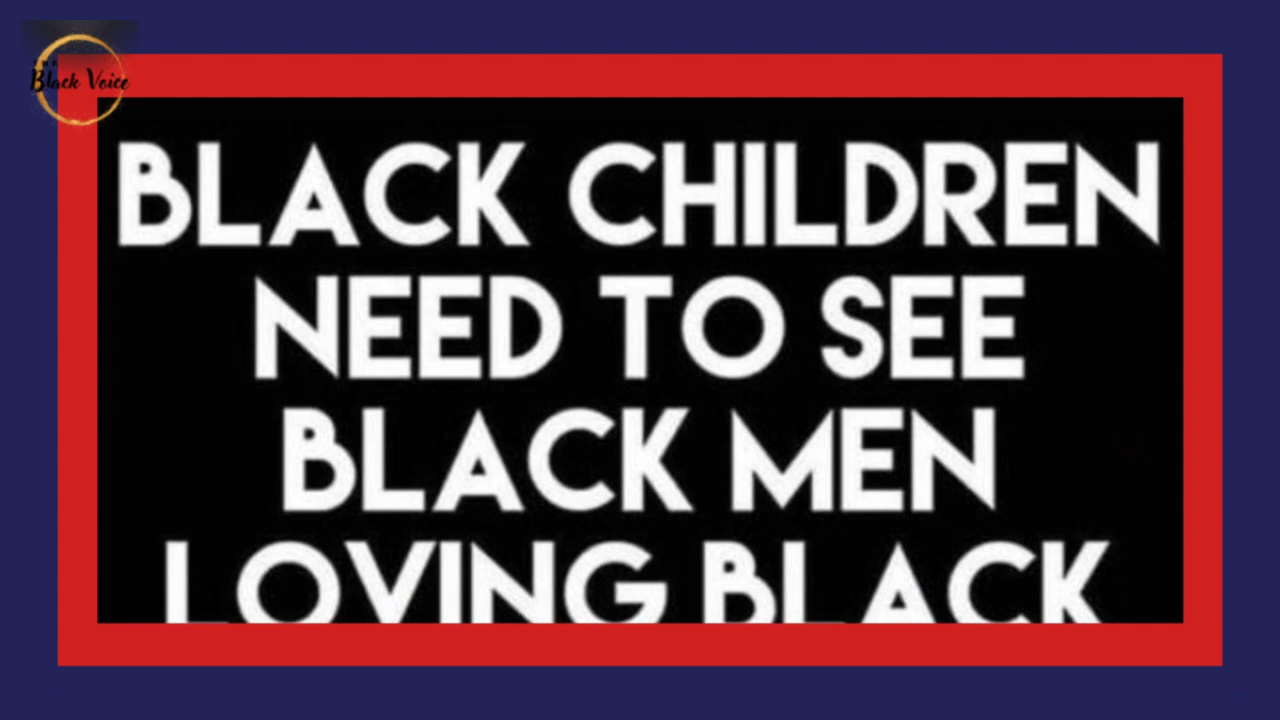 Black Voice
BLACK CHILDREN
NEED TO SEE
BLACK MEN
LOVING BLACK